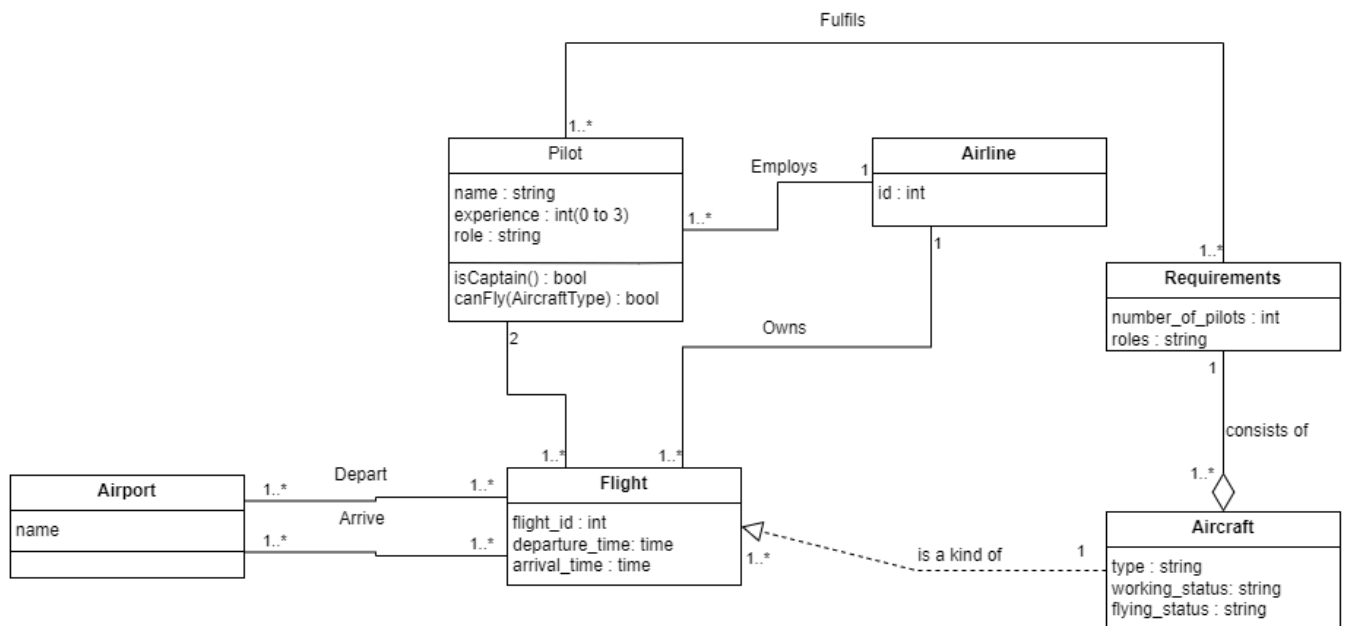 Fulfils
1..*
Pilot
name : string
experience : int(0 to 3)
role : string
isCaptain() : bool
canFly(AircraftType) : bool
Employs
1
1..*
Airline
id : int
1
1..*
Requirements
number_of_pilots : int
roles : string
2
Owns
1
consists of
1..*
1..*
1..*
Depart
1..*
1..*
Airport
name
Arrive
1..*
1..*
Flight
flight_id : int
departure_time: time
arrival_time : time
1..*
is a kind of
1
Aircraft
type : string
working_status: string
flying_status : string